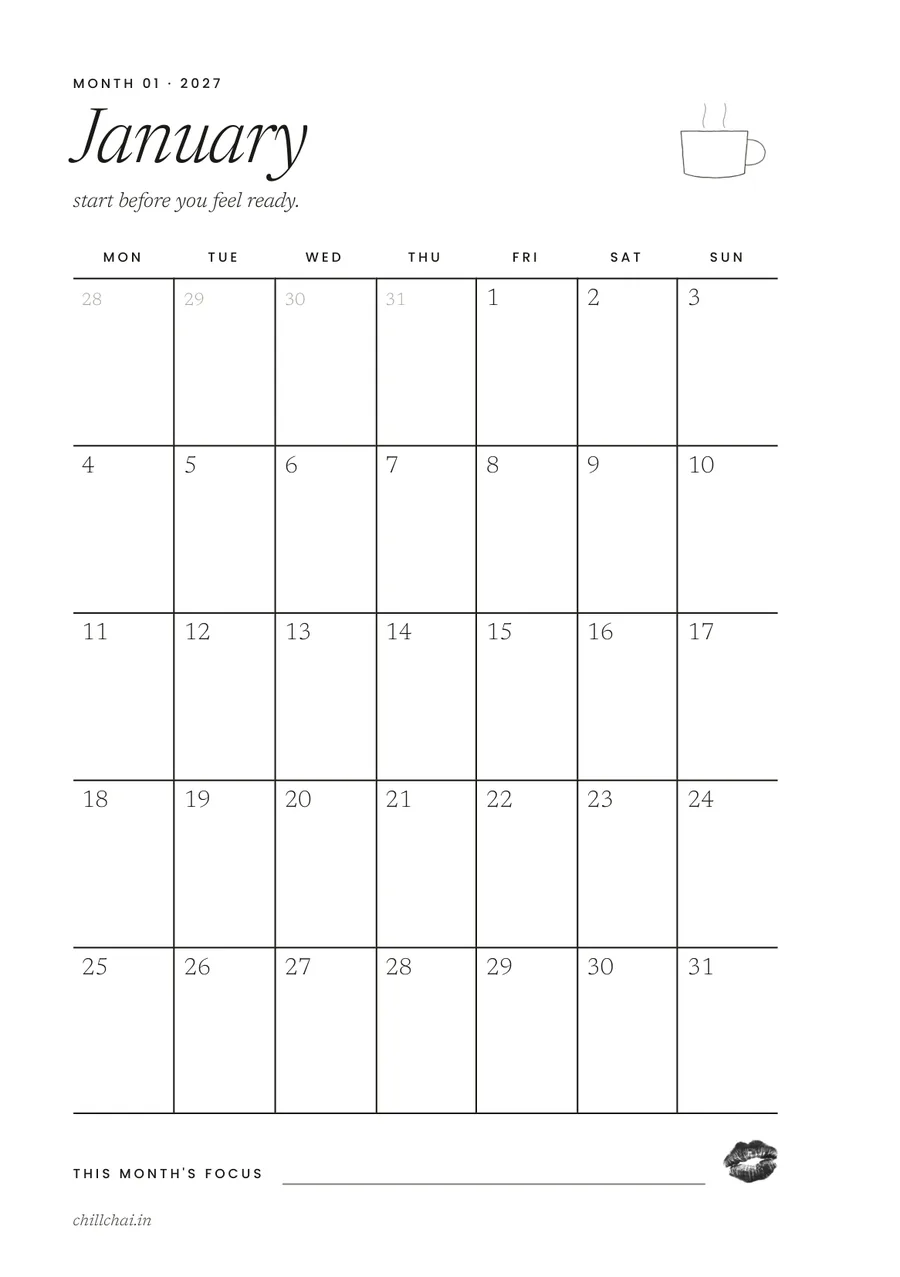 MONTH 01 · 2027
January
start before you feel ready.
MON TUE WED THU FRI SAT SUN
28 29 30 31 1 2 3
4 5 6 7 8 9 10
11 12 13 14 15 16 17
18 19 20 21 22 23 24
25 26 27 28 29 30 31
THIS MONTH'S FOCUS
chillchai.in